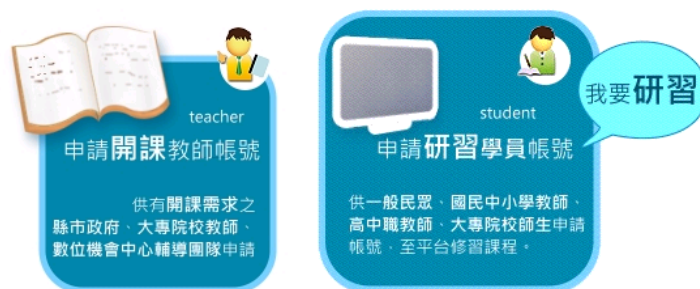 teacher
申請開課教師帳號
供有開課需求之
縣市政府、大專院校教師、
數位機會中心輔導團隊申請
student
申請研習學員帳號
供一般民眾、國民中小學教師、
高中職教師、大專院校師生申請
帳號，至平台修習課程。
我要研習